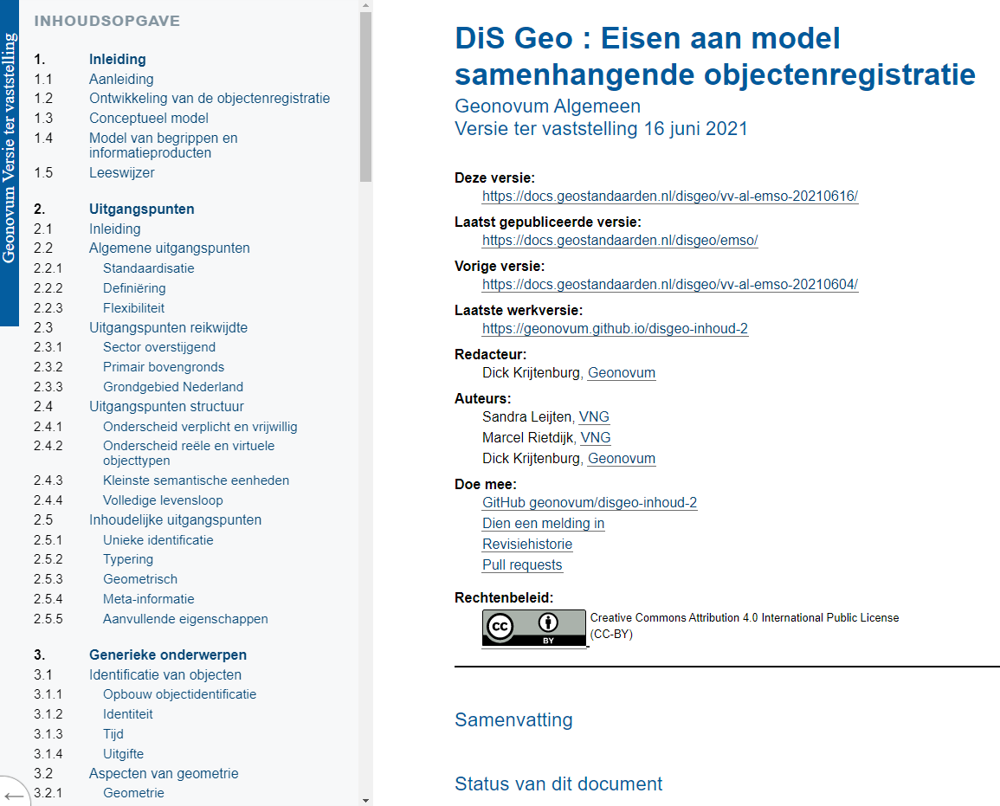 Geonovum Versie ter vaststelling
INHOUDSOPGAVE
1. Inleiding
1.1 Aanleiding
1.2 Ontwikkeling van de objectenregistratie
1.3 Conceptueel model
1.4 Model van begrippen en
informatieproducten
1.5 Leeswijzer
2. Uitgangspunten
2.1 Inleiding
2.2 Algemene uitgangspunten
2.2.1 Standaardisatie
2.2.2 Definiëring
2.2.3 Flexibiliteit
2.3 Uitgangspunten reikwijdte
2.3.1 Sector overstijgend
2.3.2 Primair bovengronds
2.3.3 Grondgebied Nederland
2.4 Uitgangspunten structuur
2.4.1 Onderscheid verplicht en vrijwillig
2.4.2 Onderscheid reële en virtuele
objecttypen
2.4.3 Kleinste semantische eenheden
2.4.4 Volledige levensloop
2.5 Inhoudelijke uitgangspunten
2.5.1 Unieke identificatie
2.5.2 Typering
2.5.3 Geometrisch
2.5.4 Meta-informatie
2.5.5 Aanvullende eigenschappen
3. Generieke onderwerpen
3.1 Identificatie van objecten
3.1.1 Opbouw objectidentificatie
3.1.2 Identiteit
3.1.3 Tijd
3.1.4 Uitgifte
3.2 Aspecten van geometrie
3.2.1 Geometrie
DiS Geo : Eisen aan model
samenhangende objectenregistratie
Geonovum Algemeen
Versie ter vaststelling 16 juni 2021
Deze versie:
https://docs.geostandaarden.nl/disgeo/vv-al-emso-20210616/
Laatst gepubliceerde versie:
https://docs.geostandaarden.nl/disgeo/emso/
Vorige versie:
https://docs.geostandaarden.nl/disgeo/vv-al-emso-20210604/
Laatste werkversie:
https://geonovum.github.io/disgeo-inhoud-2
Redacteur:
Dick Krijtenburg, Geonovum
Auteurs:
Sandra Leijten, VNG
Marcel Rietdijk, VNG
Dick Krijtenburg, Geonovum
Doe mee:
GitHub geonovum/disgeo-inhoud-2
Dien een melding in
Revisiehistorie
Pull requests
Rechtenbeleid:
cc BY Creative Commons Attribution 4.0 International Public License
(CC-BY)
Samenvatting
Status van dit document